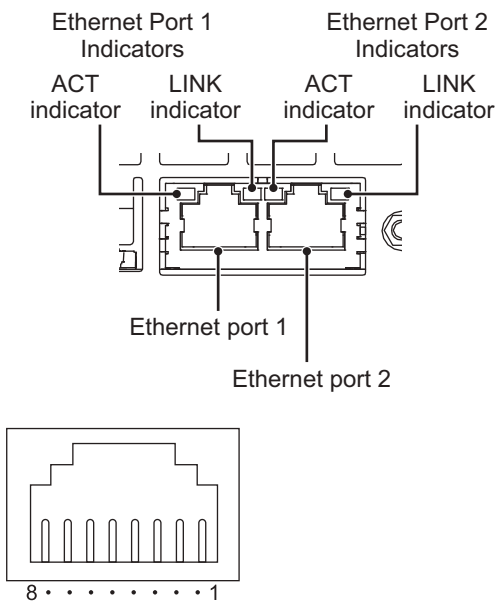 Ethernet Port 1
Indicators
Ethernet Port 2
Indicators
ACT
indicator
LINK
indicator
ACT
indicator
LINK
indicator
Ethernet port 1
Ethernet port 2
8 · · · · · · · · 1